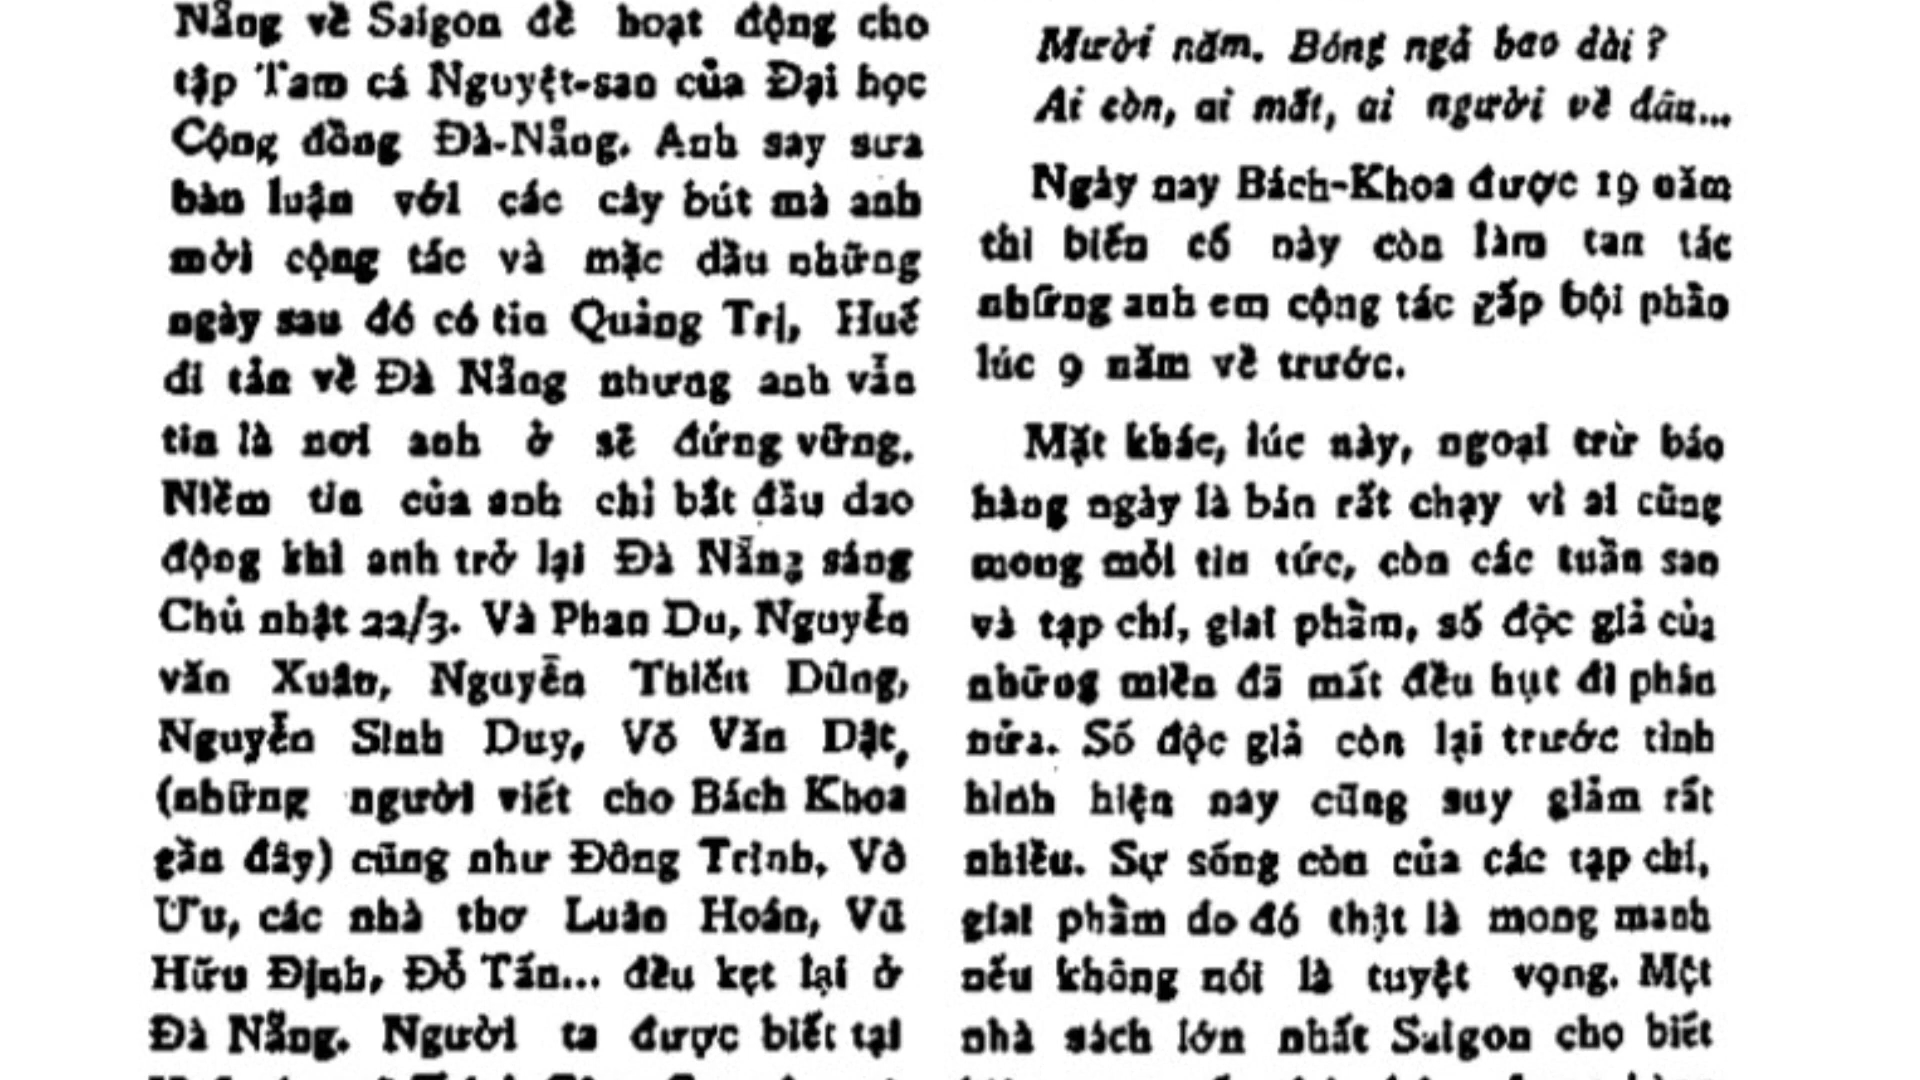 Nẵng về Saigon để hoạt động cho
tập Tam cá Nguyệt-san của Đại học
Cộng đồng Đà-Nẵng. Anh say sưa
bàn luận với các cây bút mà anh
mời cộng tác và mặc dầu những
ngày sau đó có tin Quảng Trị, Huế
di tản về Đà Nẵng nhưng anh vẫn
tin là nơi anh ở sẽ đứng vững.
Niềm tin của anh chỉ bắt đầu dao
động khi anh trở lại Đà Nẵng sáng
Chủ nhật 22/3. Và Phan Du, Nguyễn
văn Xuân, Nguyễn Thiếu Dũng,
Nguyễn Sinh Duy, Võ Văn Dật,
(những người viết cho Bách Khoa
gần đây) cũng như Đông Trình, Vô
Ưu, các nhà thơ Luân Hoán, Vũ
Hữu Định, Đỗ Tấn... đều kẹt lại ở
Đà Nẵng. Người ta được biết tại
Mười năm. Bóng ngả bao dài ?
Ai còn, ai mất, ai người về đâu...
Ngày nay Bách-Khoa được 19 năm
thì biến cố này còn làm tan tác
những anh em cộng tác gấp bội phần
lúc 9 năm về trước.
Mặt khác, lúc này, ngoại trừ báo
hàng ngày là bán rất chạy vì ai cũng
mong mỏi tin tức, còn các tuần san
và tạp chí, giai phẩm, số độc giả của
những miền đã mất đều hụt đi phân
nửa. Số độc giả còn lại trước tình
hình hiện nay cũng suy giảm rất
nhiều. Sự sống còn của các tạp chí,
giai phẩm do đó thật là mong manh
nếu không nói là tuyệt vọng. Một
nhà sách lớn nhất Saigon cho biết